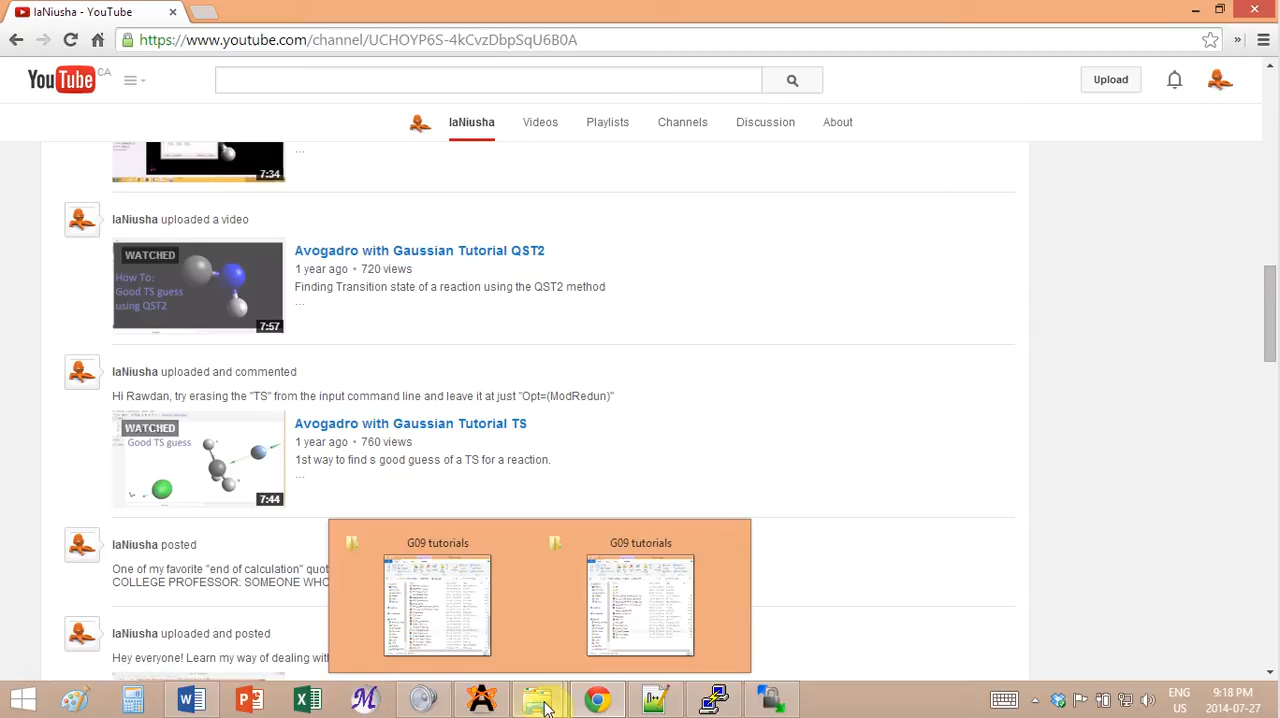 IaNiusha - YouTube
https://www.youtube.com/channel/UCHOYP6S-4kCvzDbpSqU6B0A
YouTube CA
Upload
IaNiusha Videos Playlists Channels Discussion About
...
7:34
IaNiusha uploaded a video
WATCHED
How To:
Good TS guess
using QST2
7:57
Avogadro with Gaussian Tutorial QST2
1 year ago • 720 views
Finding Transition state of a reaction using the QST2 method
...
IaNiusha uploaded and commented
Hi Rawdan, try erasing the "TS" from the input command line and leave it at just "Opt=(ModRedun)"
WATCHED
Good TS guess
7:44
Avogadro with Gaussian Tutorial TS
1 year ago • 760 views
1st way to find s good guess of a TS for a reaction.
...
IaNiusha posted
One of my favorite "end of calculation" quot
COLLEGE PROFESSOR: SOMEONE WHO
IaNiusha uploaded and posted
Hey everyone! Learn my way of dealing with
G09 tutorials
G09 tutorials
ENG
US
9:18 PM
2014-07-27